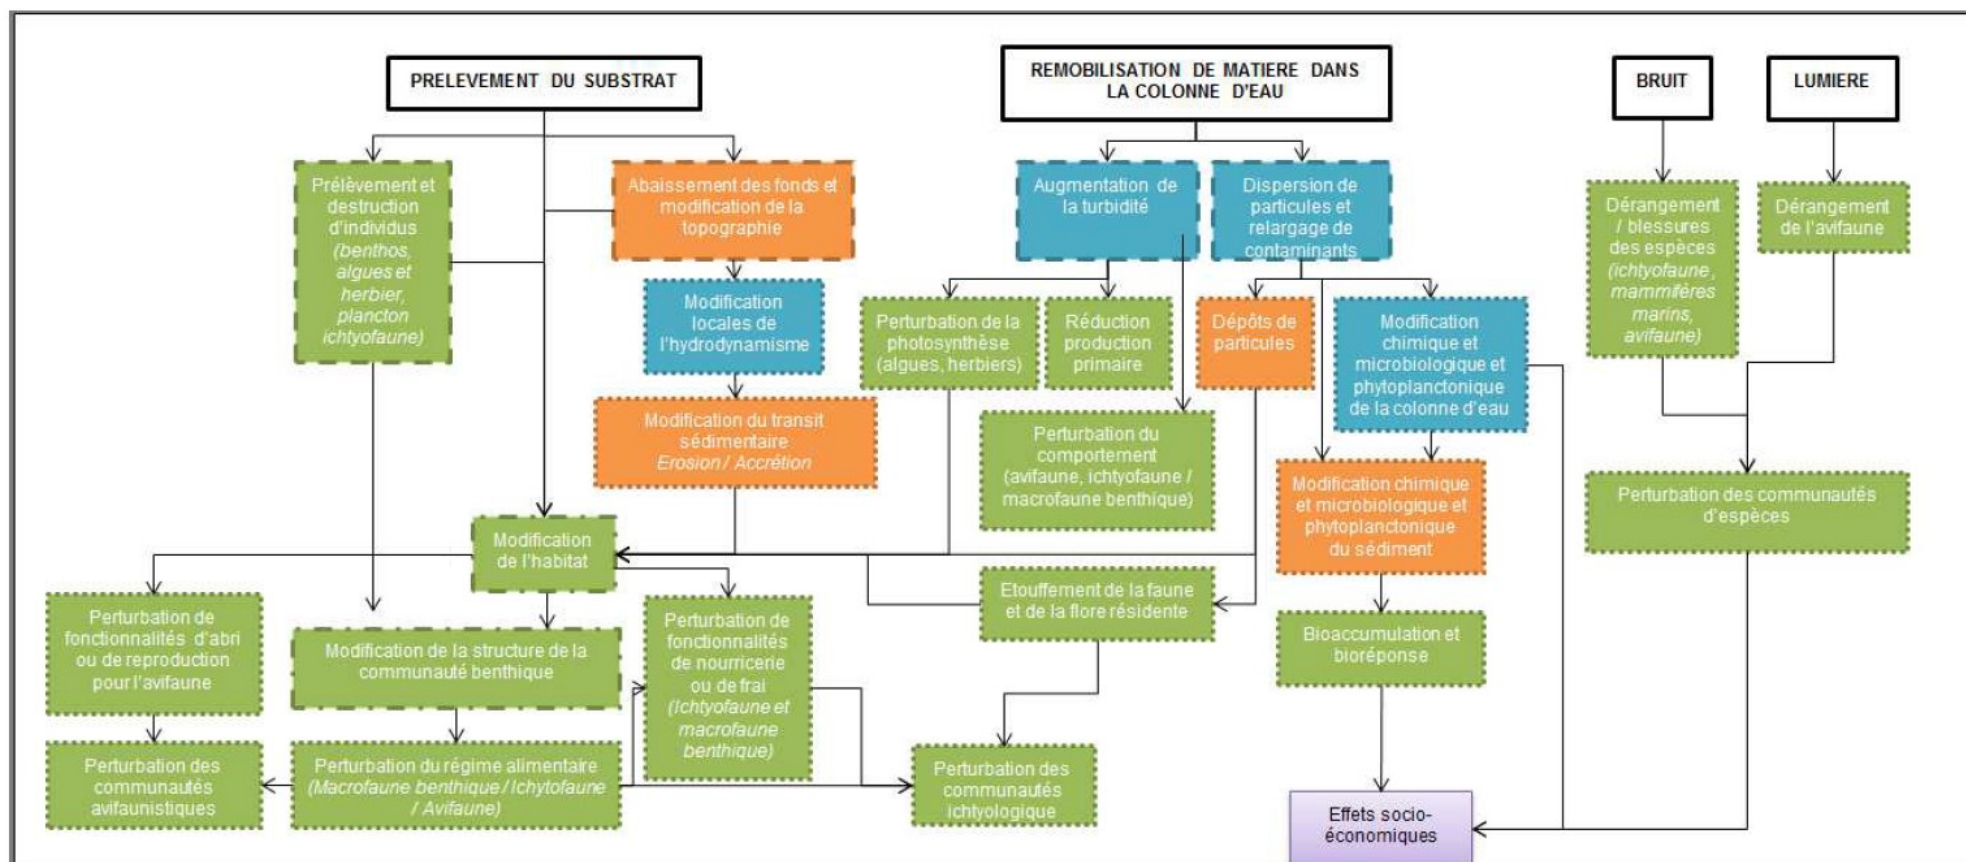 PRELEVEMENT DU SUBSTRAT
REMOBILISATION DE MATIERE DANS
LA COLONNE D'EAU
BRUIT
LUMIERE
Prélèvement et
destruction
d'individus
(benthos,
algues et
herbier,
plancton
ichtyofaune)
Abaissement des fonds et
modification de la
topographie
Augmentation de
la turbidité
Dispersion de
particules et
relargage de
contaminants
Dérangement
/ blessures
des espèces
(ichtyofaune,
mammifères
marins,
avifaune)
Dérangement
de l'avifaune
Modification
locales de
l'hydrodynamisme
Perturbation de la
photosynthèse
(algues, herbiers)
Réduction
production
primaire
Dépôts de
particules
Modification
chimique et
microbiologique et
phytoplanctonique
de la colonne d'eau
Modification du transit
sédimentaire
Erosion / Accrétion
Perturbation du
comportement
(avifaune, ichtyofaune /
macrofaune benthique)
Modification chimique
et microbiologique et
phytoplanctonique
du sédiment
Perturbation des communautés
d'espèces
Modification
de l'habitat
Etouffement de la faune
et de la flore résidente
Perturbation de
fonctionnalités d'abri
ou de reproduction
pour l'avifaune
Modification de la structure de la
communauté benthique
Perturbation de
fonctionnalités
de nourricerie
ou de frai
(Ichtyofaune et
macrofaune
benthique)
Bioaccumulation et
bioréponse
Perturbation des
communautés
avifaunistiques
Perturbation du régime alimentaire
(Macrofaune benthique / Ichytofaune
/ Avifaune)
Perturbation des
communautés
ichtyologique
Effets socio-
économiques